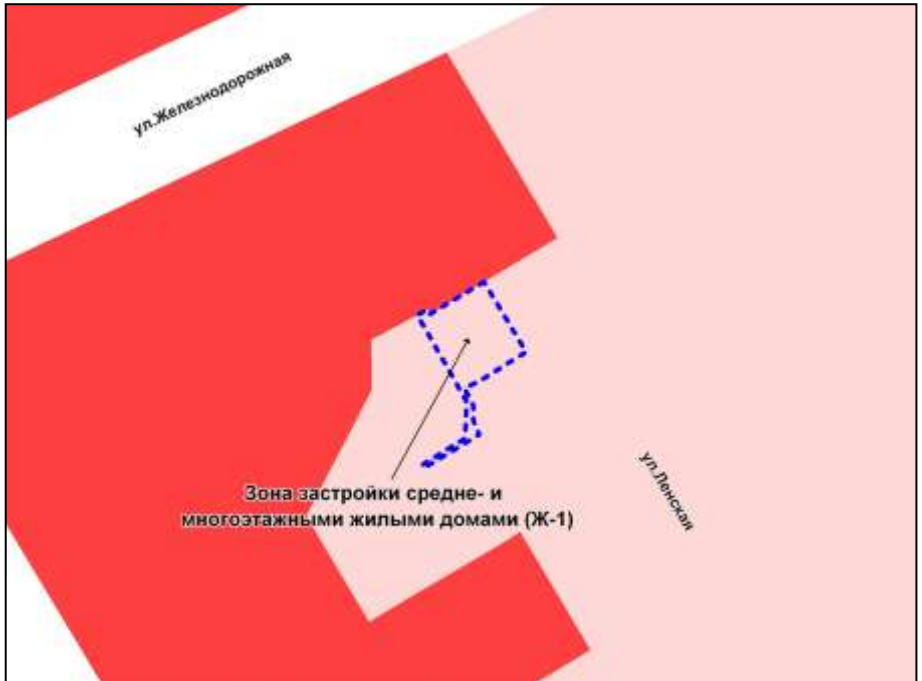 ул.Железнодорожная
Зона застройки средне- и
многоэтажными жилыми домами (Ж-1)
ул.Ленская